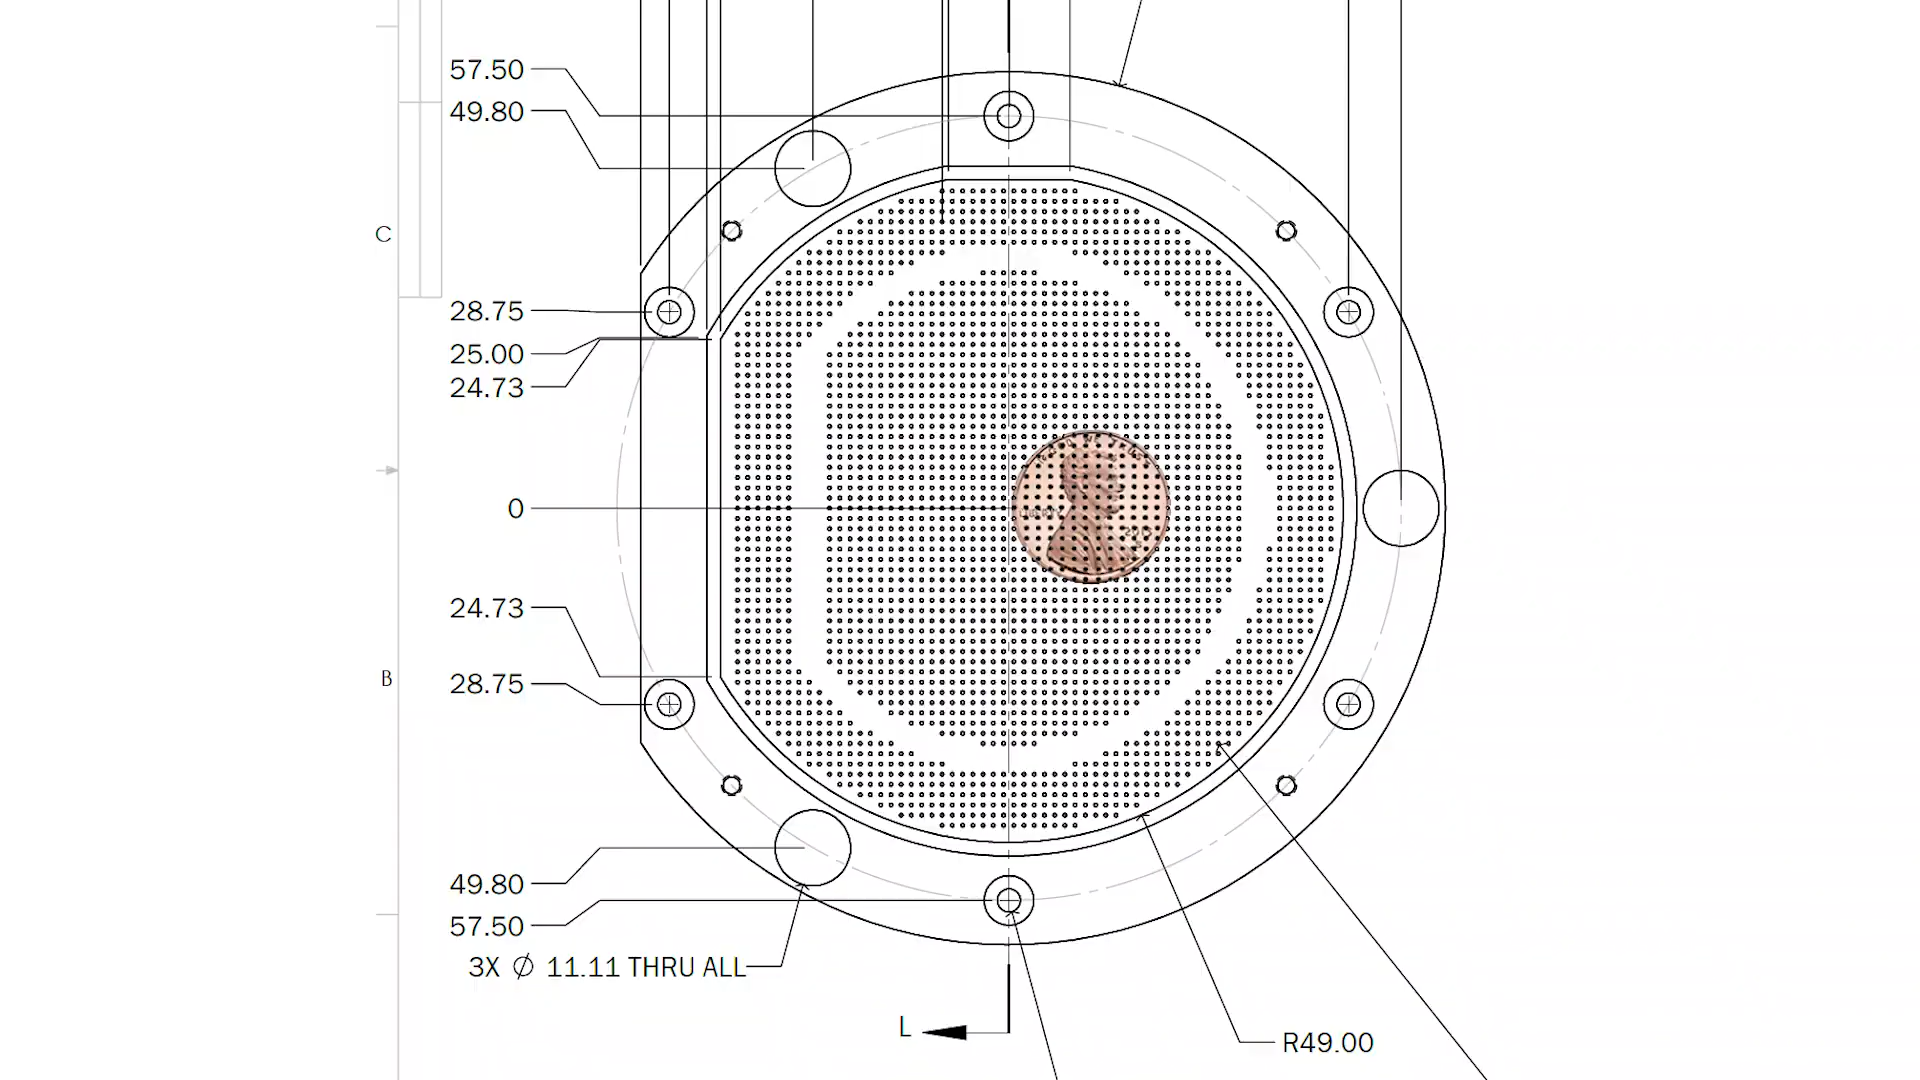 57.50
49.80
C
28.75
25.00
24.73
0
24.73
B
28.75
49.80
57.50
3X ∅ 11.11 THRU ALL
L
R49.00
LIBERTY